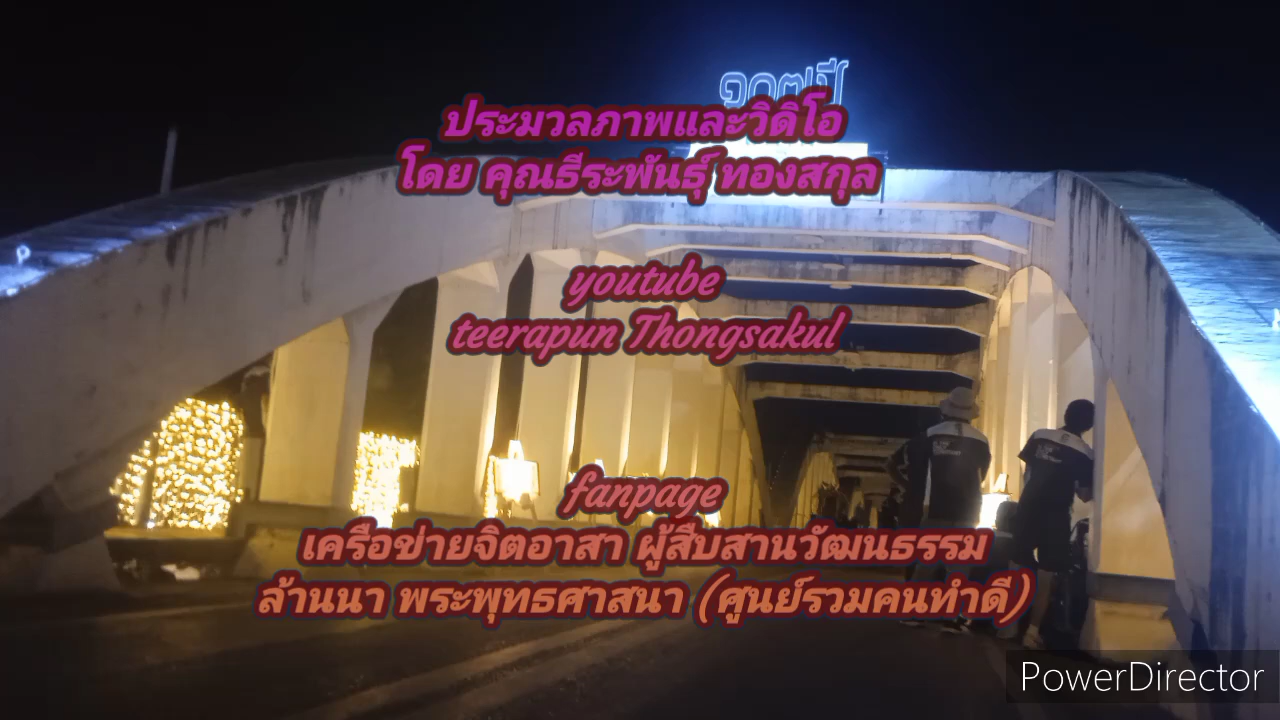 ๑๐๗ ปี
ประมวลภาพและวิดิโอ
โดย คุณธีระพันธุ์ ทองสกุล
youtube
teerapun Thongsakul
fanpage
เครือข่ายจิตอาสา ผู้สืบสานวัฒนธรรม
ล้านนา พระพุทธศาสนา (ศูนย์รวมคนทำดี)
PowerDirector